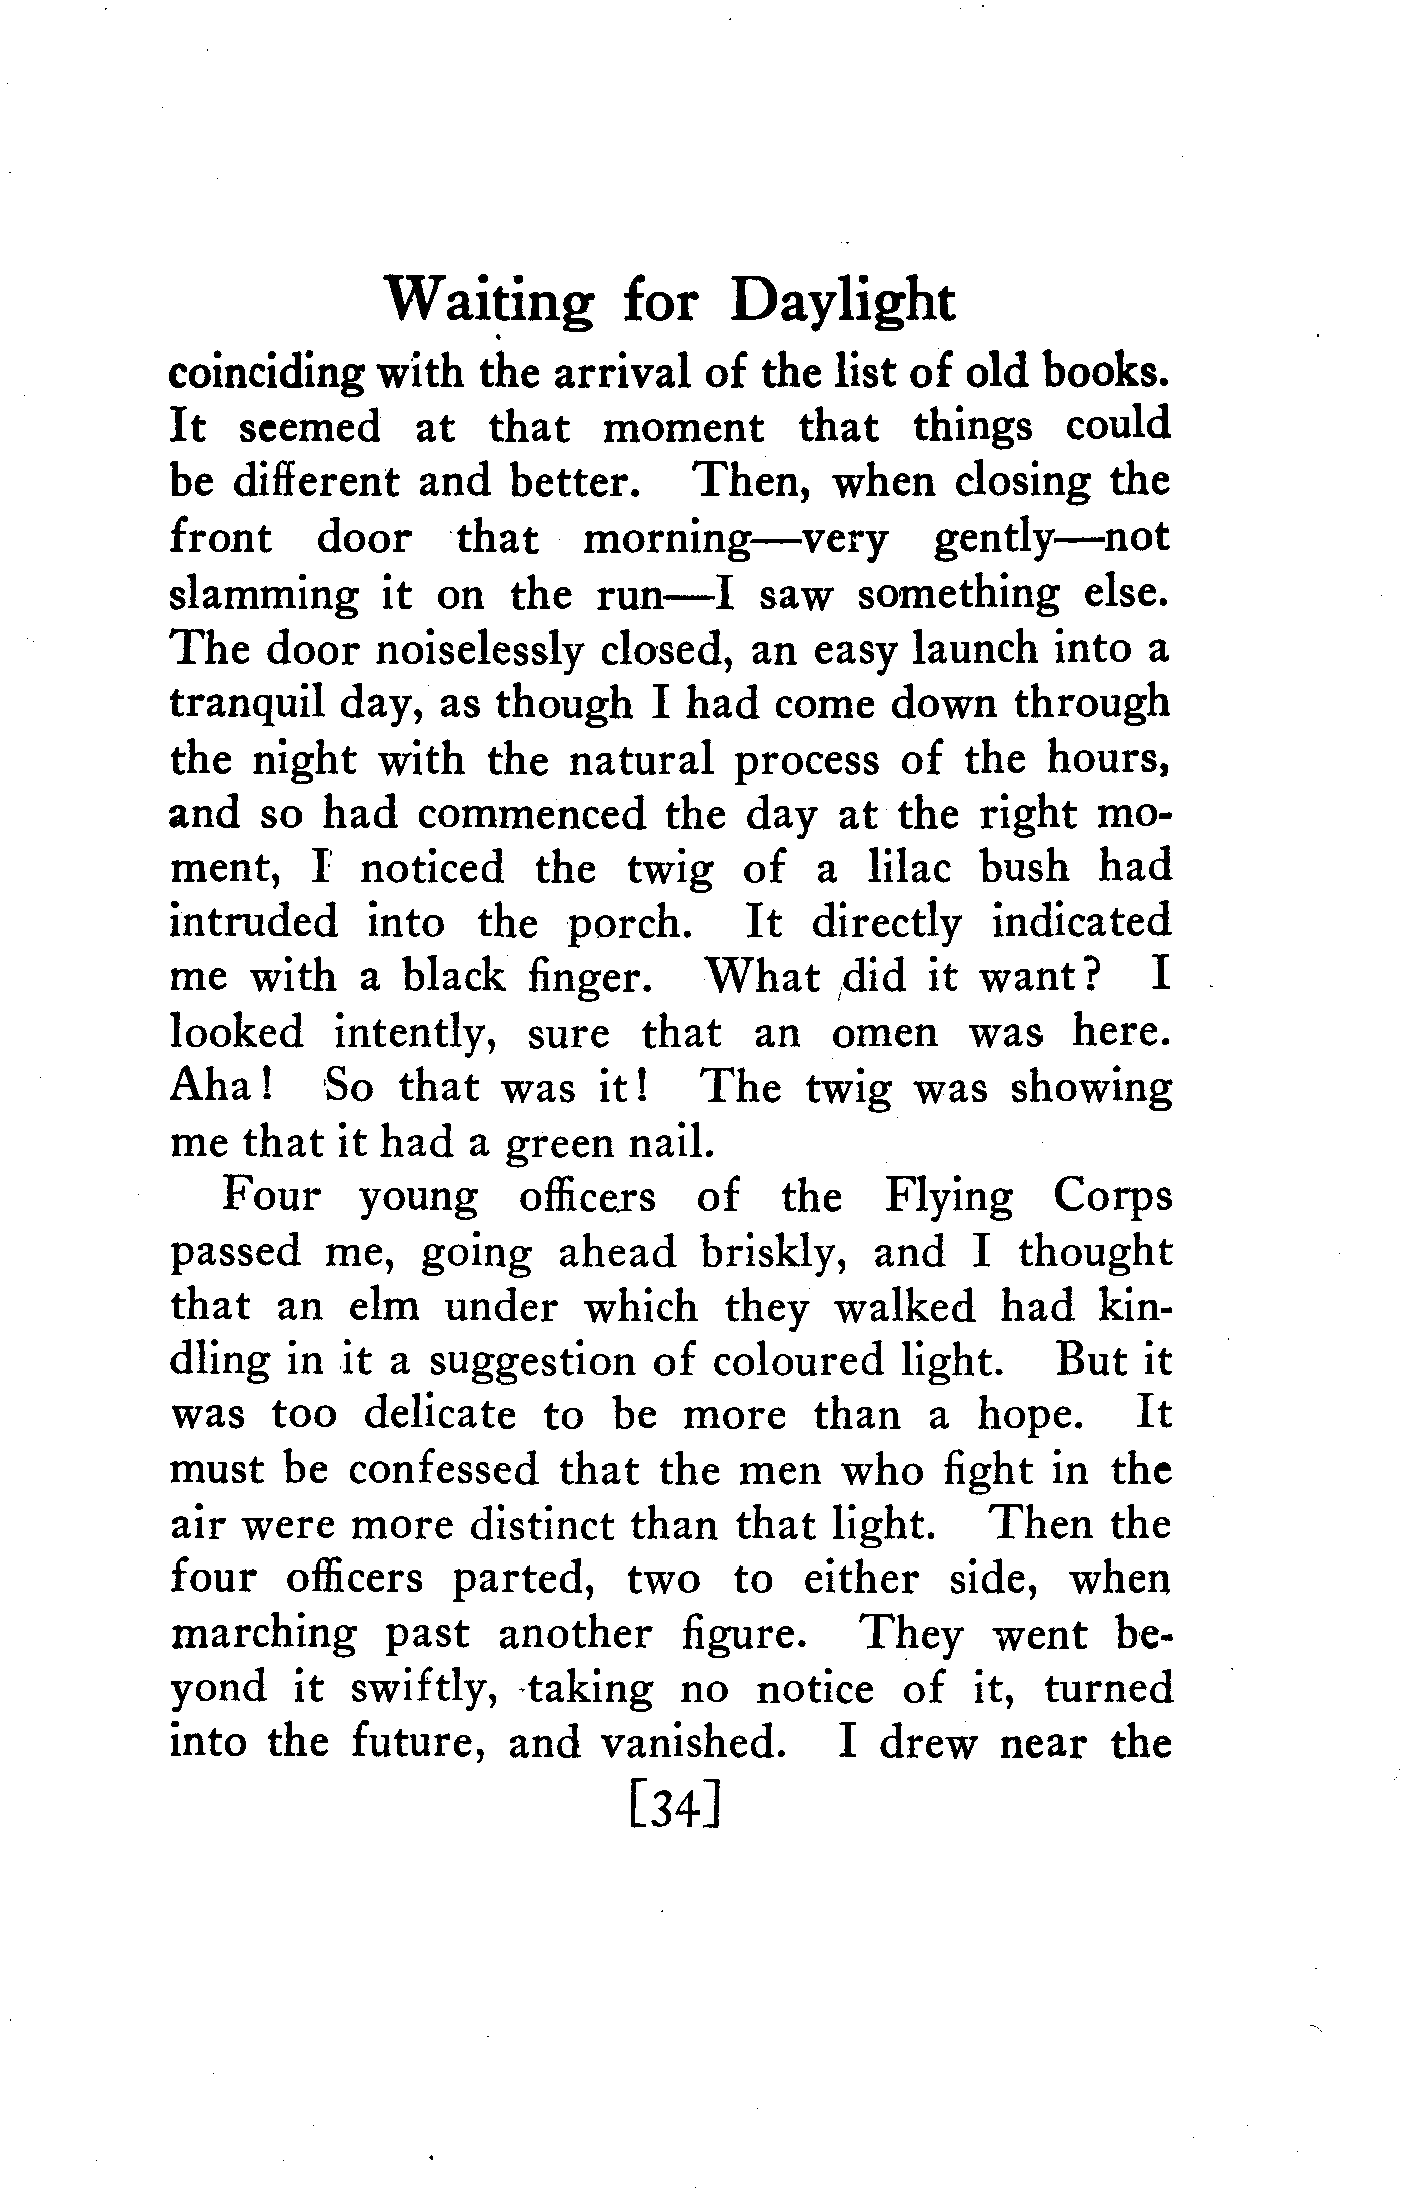 Waiting for Daylight
coinciding with the arrival of the list of old books.
It seemed at that moment that things could
be different and better. Then, when closing the
front door that morning—very gently—not
slamming it on the run—I saw something else.
The door noiselessly closed, an easy launch into a
tranquil day, as though I had come down through
the night with the natural process of the hours,
and so had commenced the day at the right mo-
ment, I noticed the twig of a lilac bush had
intruded into the porch. It directly indicated
me with a black finger. What did it want? I
looked intently, sure that an omen was here.
Aha! So that was it! The twig was showing
me that it had a green nail.
Four young officers of the Flying Corps
passed me, going ahead briskly, and I thought
that an elm under which they walked had kin-
dling in it a suggestion of coloured light. But it
was too delicate to be more than a hope. It
must be confessed that the men who fight in the
air were more distinct than that light. Then the
four officers parted, two to either side, when
marching past another figure. They went be-
yond it swiftly, taking no notice of it, turned
into the future, and vanished. I drew near the
[34]